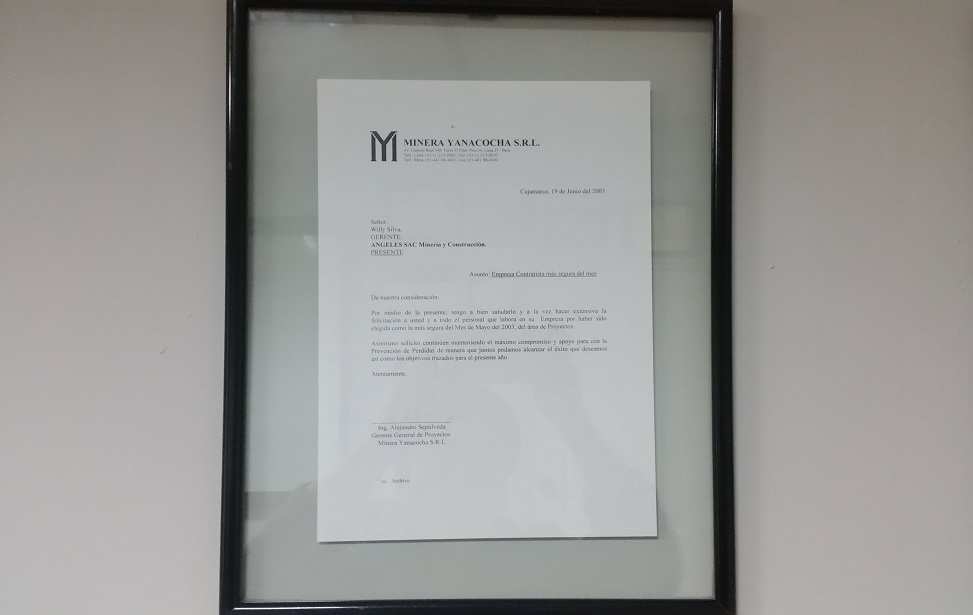 MINERA YANACOCHA S.R.L.
Cajamarca, 19 de Junio del 2003
Señor
Willy Silva.
GERENTE.
ANGELES SAC Minería y Construcción.
PRESENTE
Asunto: Empresa Contratista más segura del mes
De nuestra consideración:
Por medio de la presente, tengo a bien saludarlo y a la vez hacer extensiva la
felicitación a usted y a todo el personal que labora en su Empresa por haber sido
elegida como la más segura del Mes de Mayo del 2003, del área de Proyectos.
Asimismo solicito continúen manteniendo el máximo compromiso y apoyo para con la
Prevención de Pérdidas de manera que juntos podamos alcanzar el éxito que deseamos
así como los objetivos trazados para el presente año.
Atentamente,
Ing. Alejandro Sepúlveda
Gerente General de Proyectos
Minera Yanacocha S.R.L.
cc. Archivo